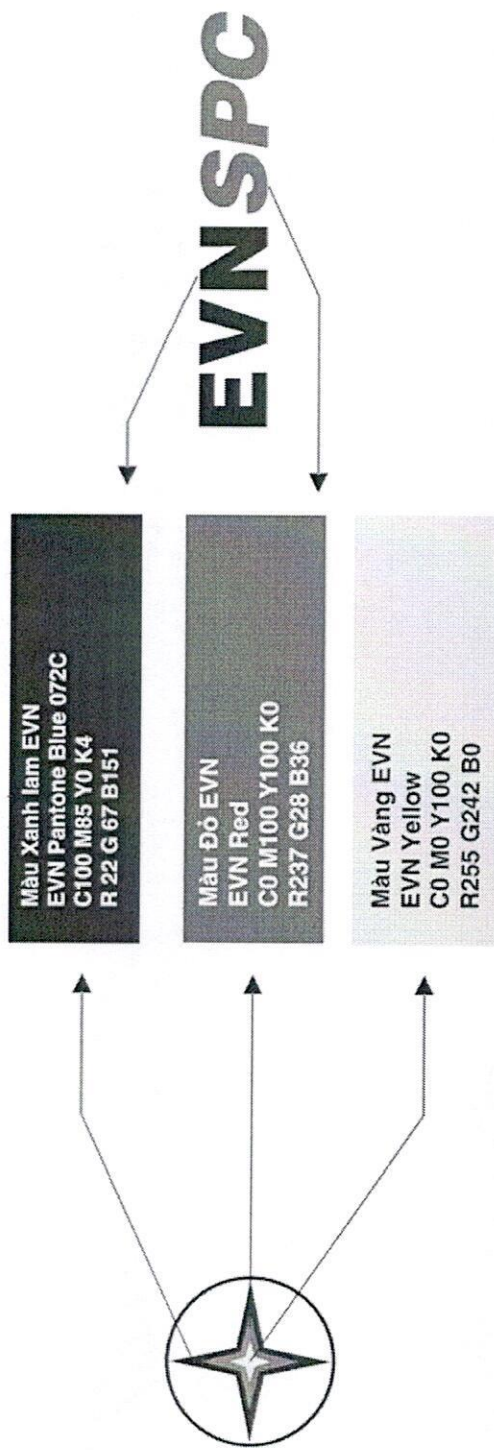 Màu Xanh lam EVN
EVN Pantone Blue 072C
C100 M85 Y0 K4
R 22 G 67 B151
Màu Đỏ EVN
EVN Red
C0 M100 Y100 K0
R237 G28 B36
Màu Vàng EVN
EVN Yellow
C0 M0 Y100 K0
R255 G242 B0
EVNSPC